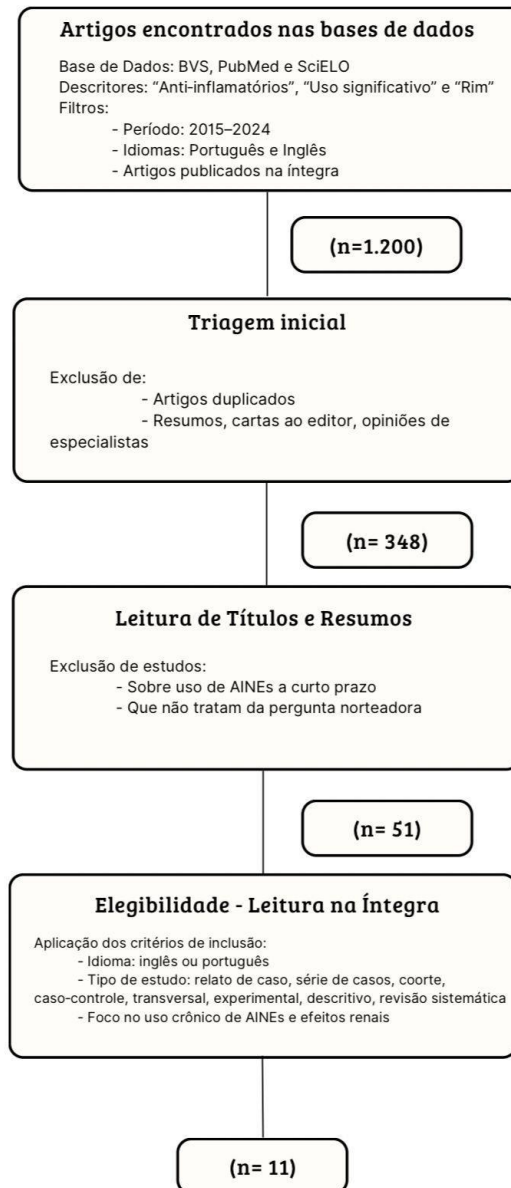 Artigos encontrados nas bases de dados
Base de Dados: BVS, PubMed e SciELO
Descritores: “Anti-inflamatórios”, “Uso significativo” e “Rim”
Filtros:
- Período: 2015–2024
- Idiomas: Português e Inglês
- Artigos publicados na íntegra
(n=1.200)
Triagem inicial
Exclusão de:
- Artigos duplicados
- Resumos, cartas ao editor, opiniões de
especialistas
(n= 348)
Leitura de Títulos e Resumos
Exclusão de estudos:
- Sobre uso de AINEs a curto prazo
- Que não tratam da pergunta norteadora
(n= 51)
Elegibilidade - Leitura na Íntegra
Aplicação dos critérios de inclusão:
- Idioma: inglês ou português
- Tipo de estudo: relato de caso, série de casos, coorte,
caso-controle, transversal, experimental, descritivo, revisão sistemática
- Foco no uso crônico de AINEs e efeitos renais
(n= 11)